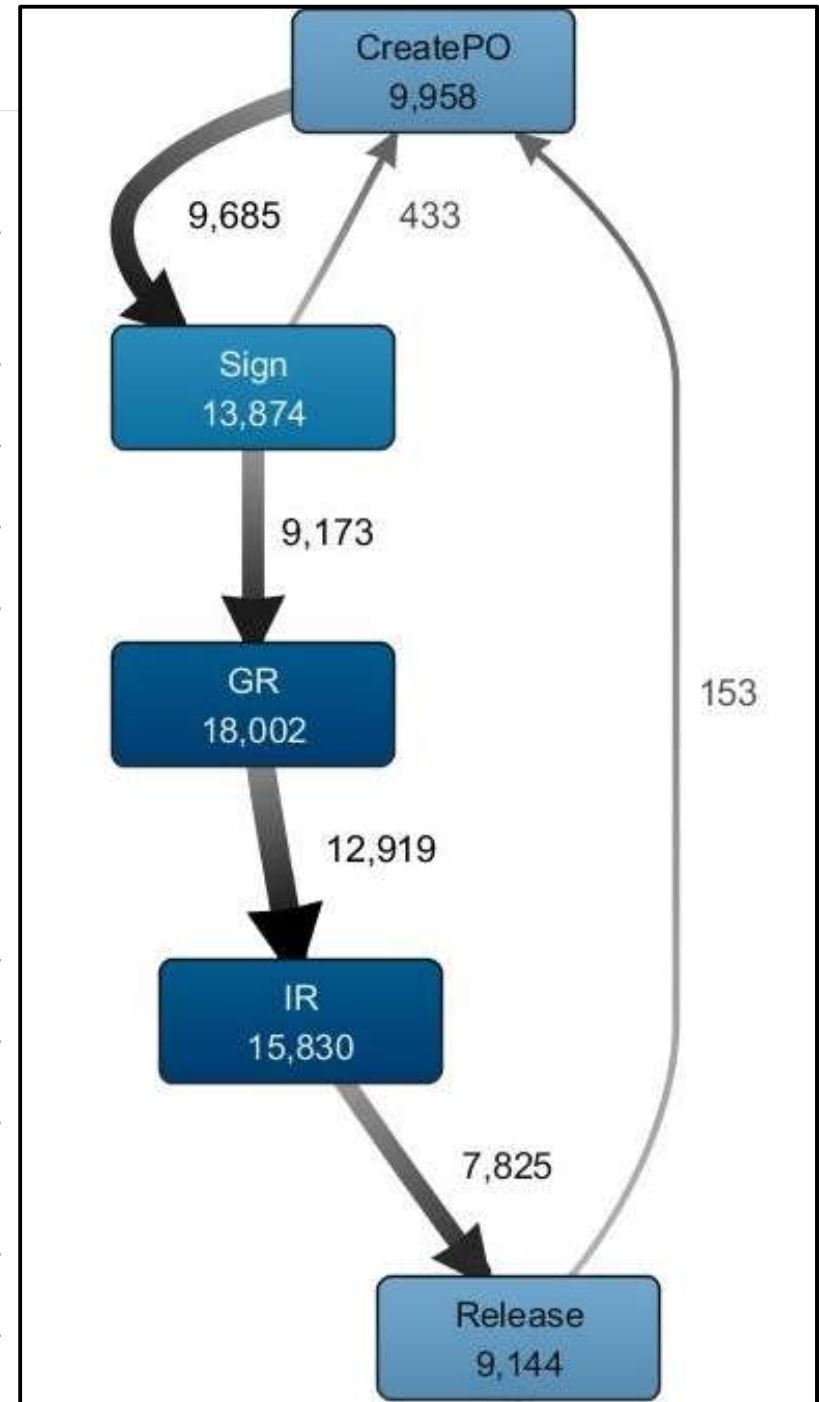 CreatePO
9,958
9,685
433
Sign
13,874
9,173
GR
18,002
153
12,919
IR
15,830
7,825
Release
9,144